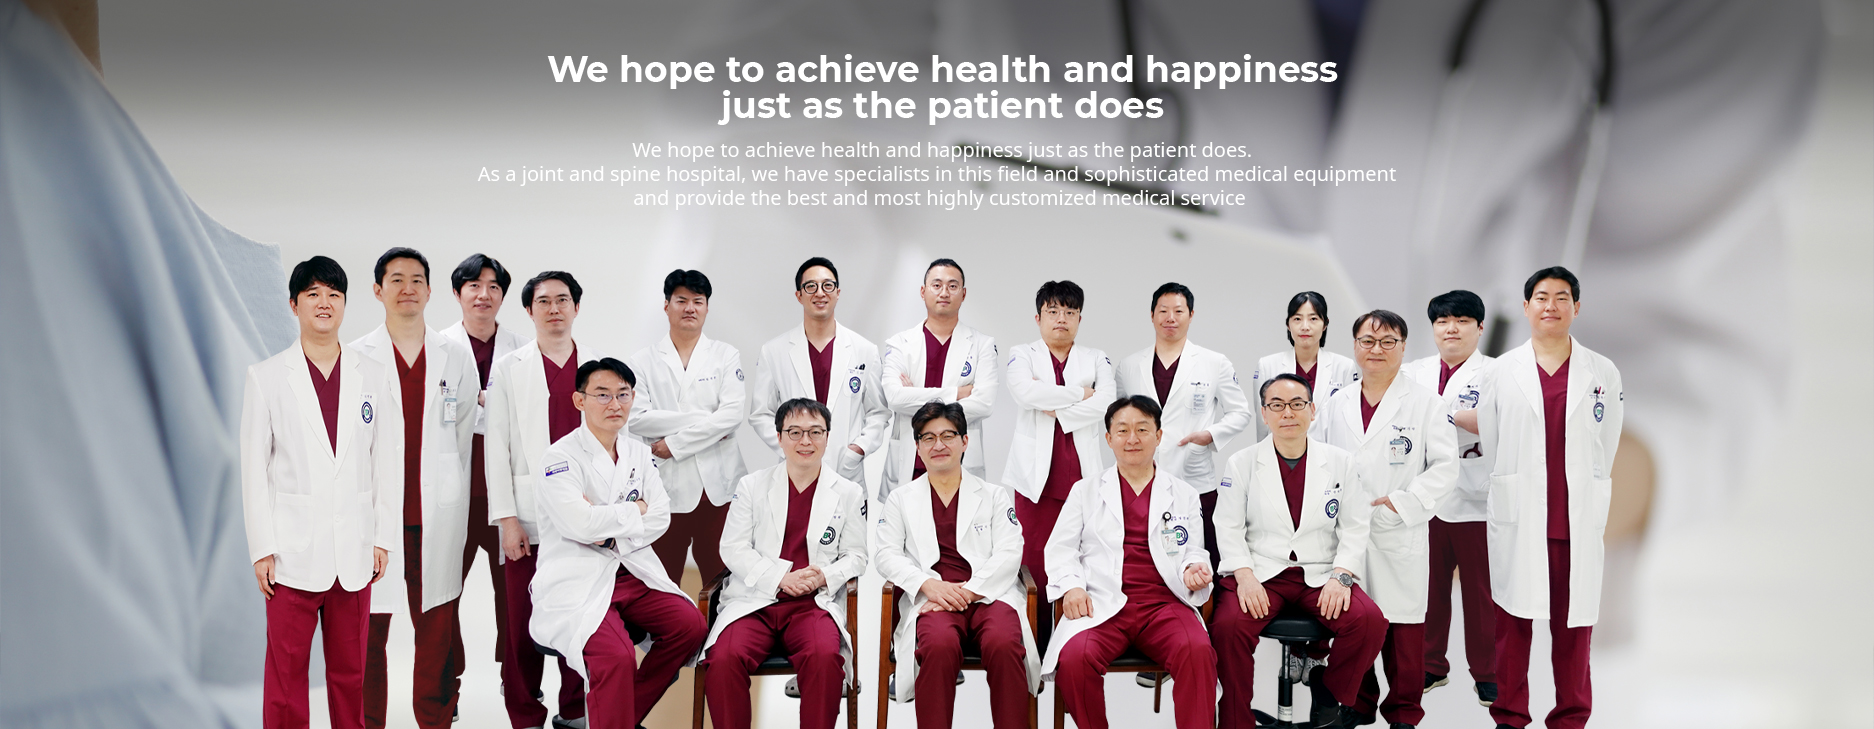 We hope to achieve health and happiness
just as the patient does
We hope to achieve health and happiness just as the patient does.
As a joint and spine hospital, we have specialists in this field and sophisticated medical equipment
and provide the best and most highly customized medical service